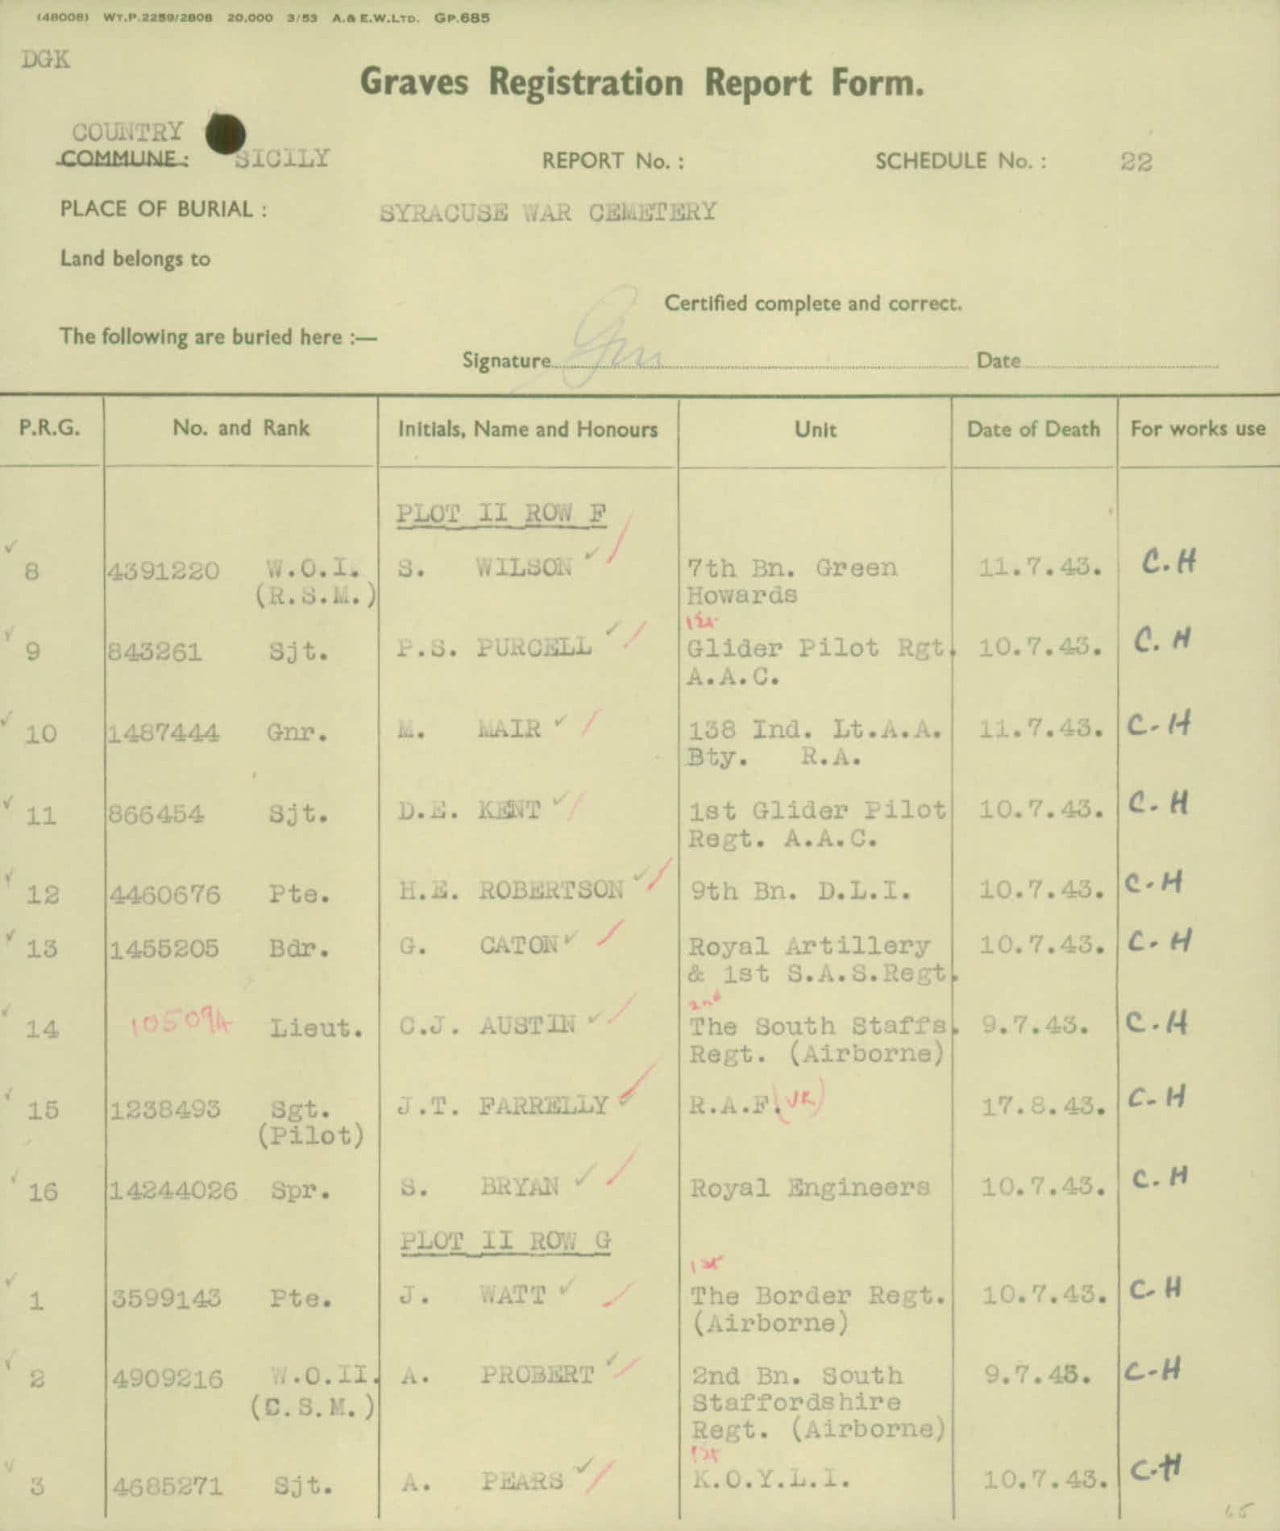 (48008) WT.P.2259/2808 20,000 3/53 A.& E.W.LTD. GP.685
DGK
Graves Registration Report Form.
COUNTRY
COMMUNE: SICILY REPORT No. : SCHEDULE No. : 22
PLACE OF BURIAL : SYRACUSE WAR CEMETERY
Land belongs to
Certified complete and correct.
The following are buried here :—
Signature Date
P.R.G. No. and Rank Initials, Name and Honours Unit Date of Death For works use
PLOT II ROW F
8 4391220 W.O.I. S. WILSON 7th Bn. Green 11.7.43. C.H
(R.S.M.) Howards
1st
9 843261 Sjt. P.S. PURCELL Glider Pilot Rgt. 10.7.43. C.H
A.A.C.
10 1487444 Gnr. M. MAIR 138 Ind. Lt.A.A. 11.7.43. C-H
Bty. R.A.
11 866454 Sjt. D.E. KENT 1st Glider Pilot 10.7.43. C.H
Regt. A.A.C.
12 4460676 Pte. H.E. ROBERTSON 9th Bn. D.L.I. 10.7.43. C.H
13 1455205 Bdr. G. CATON Royal Artillery 10.7.43. C.H
& 1st S.A.S.Regt.
2nd
14 105094 Lieut. C.J. AUSTIN The South Staffs. 9.7.43. C.H
Regt. (Airborne)
15 1238493 Sgt. J.T. FARRELLY R.A.F. (VR) 17.8.43. C-H
(Pilot)
16 14244026 Spr. S. BRYAN Royal Engineers 10.7.43. C.H
PLOT II ROW G
1st
1 3599143 Pte. J. WATT The Border Regt. 10.7.43. C-H
(Airborne)
2 4909216 W.O.II. A. PROBERT 2nd Bn. South 9.7.43. C-H
(C.S.M.) Staffordshire
Regt. (Airborne)
1st
3 4685271 Sjt. A. PEARS K.O.Y.L.I. 10.7.43. C-H